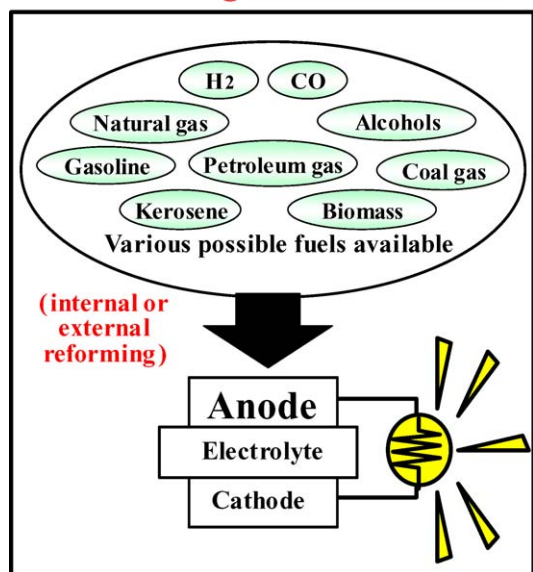 H2 CO
Natural gas Alcohols
Gasoline Petroleum gas Coal gas
Kerosene Biomass
Various possible fuels available
(internal or
external
reforming)
Anode
Electrolyte
Cathode